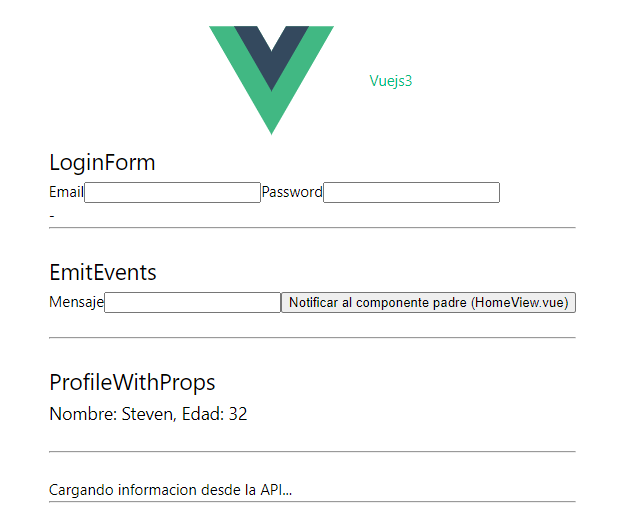 Vuejs3
LoginForm
Email Password
-
EmitEvents
Mensaje Notificar al componente padre (HomeView.vue)
ProfileWithProps
Nombre: Steven, Edad: 32
Cargando informacion desde la API...